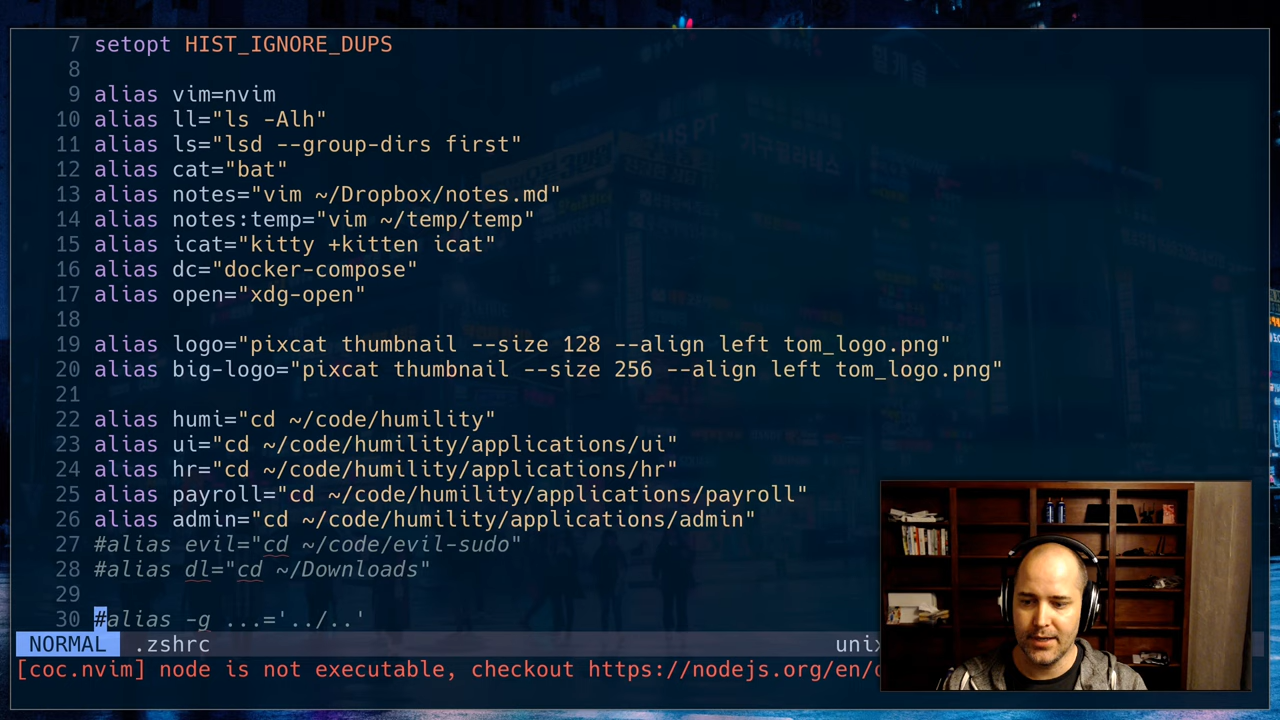 7 setopt HIST_IGNORE_DUPS
8
9 alias vim=nvim
10 alias ll="ls -Alh"
11 alias ls="lsd --group-dirs first"
12 alias cat="bat"
13 alias notes="vim ~/Dropbox/notes.md"
14 alias notes:temp="vim ~/temp/temp"
15 alias icat="kitty +kitten icat"
16 alias dc="docker-compose"
17 alias open="xdg-open"
18
19 alias logo="pixcat thumbnail --size 128 --align left tom_logo.png"
20 alias big-logo="pixcat thumbnail --size 256 --align left tom_logo.png"
21
22 alias humi="cd ~/code/humility"
23 alias ui="cd ~/code/humility/applications/ui"
24 alias hr="cd ~/code/humility/applications/hr"
25 alias payroll="cd ~/code/humility/applications/payroll"
26 alias admin="cd ~/code/humility/applications/admin"
27 #alias evil="cd ~/code/evil-sudo"
28 #alias dl="cd ~/Downloads"
29
30 #alias -g ...='../..'
NORMAL .zshrc unix
[coc.nvim] node is not executable, checkout https://nodejs.org/en/